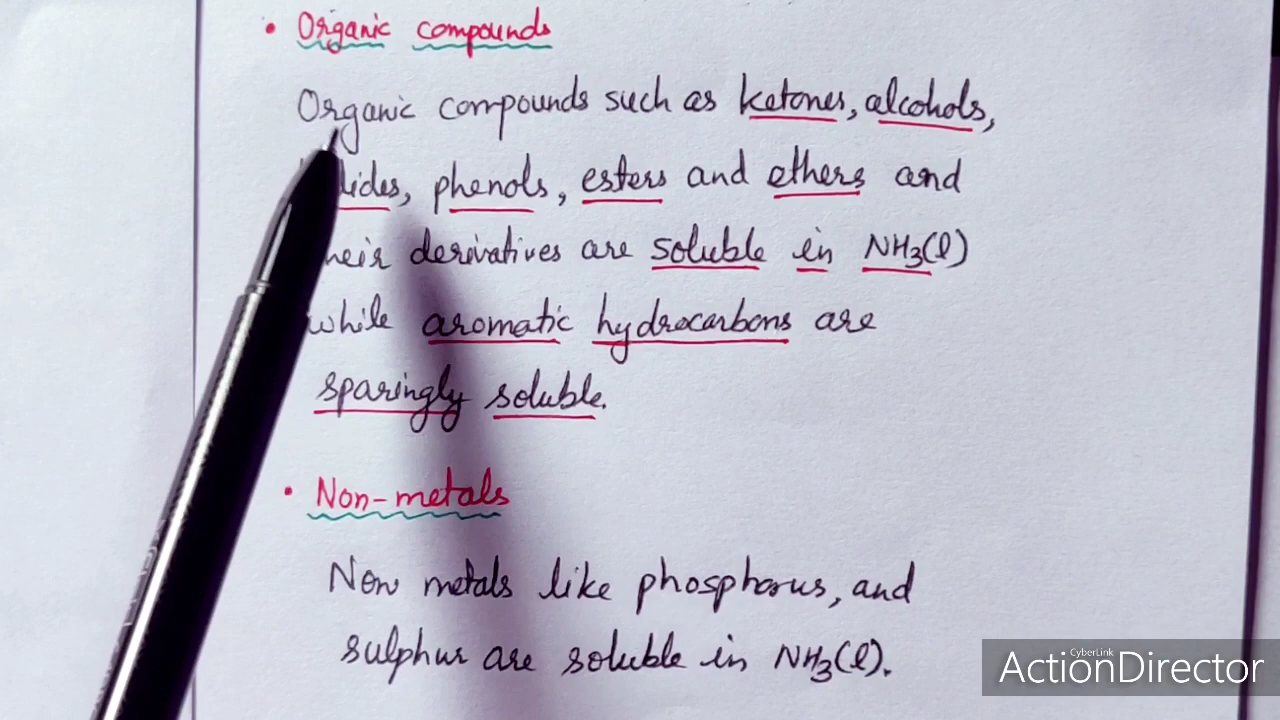 • Organic compounds
Organic compounds such as ketones, alcohols,
phenols, esters and ethers and
derivatives are soluble in NH3(l)
while aromatic hydrocarbons are
sparingly soluble.
• Non-metals
Non metals like phosphorus, and
sulphur are soluble in NH3(l).
CyberLink
ActionDirector